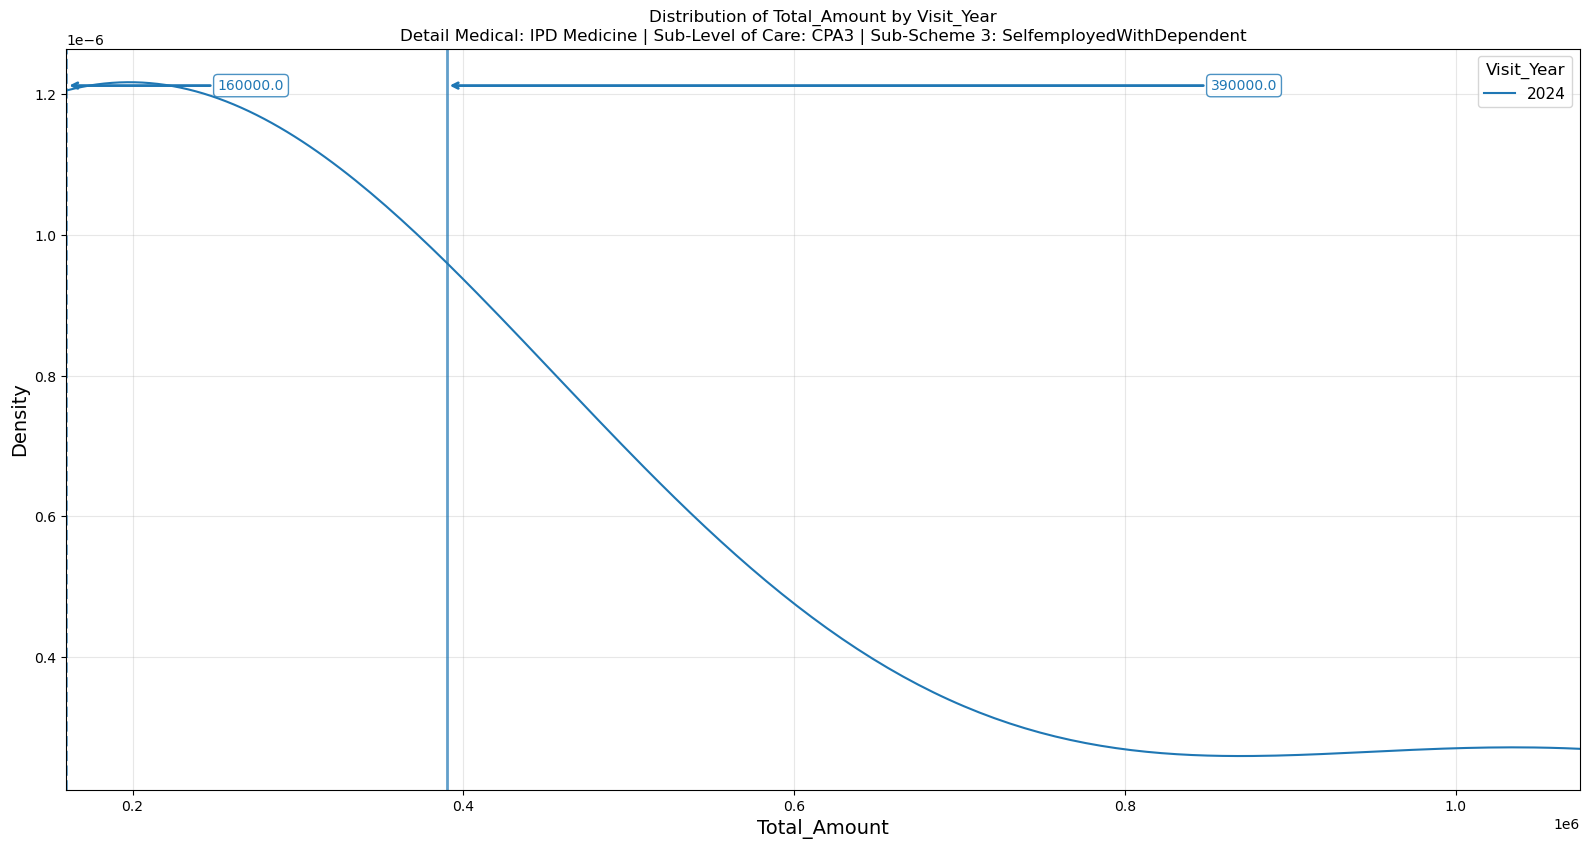 Distribution of Total_Amount by Visit_Year
Detail Medical: IPD Medicine | Sub-Level of Care: CPA3 | Sub-Scheme 3: SelfemployedWithDependent
1e−6
160000.0
390000.0
Visit_Year
2024
1.2
1.0
0.8
0.6
0.4
Density
0.2
0.4
0.6
0.8
1.0
1e6
Total_Amount